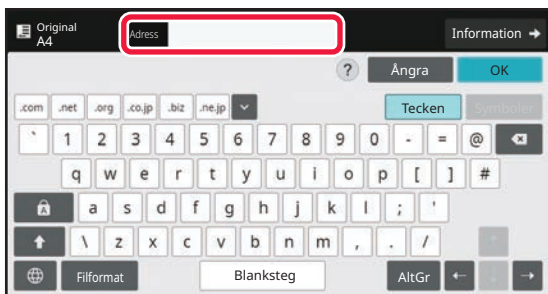 Original
A4
Adress
Information →
? Ångra OK
.com .net .org .co.jp .biz .ne.jp Tecken Symboler
` 1 2 3 4 5 6 7 8 9 0 - = @
q w e r t y u i o p [ ] #
A a s d f g h j k l ; '
\ z x c v b n m , . /
Filformat Blanksteg AltGr ← ↓ →